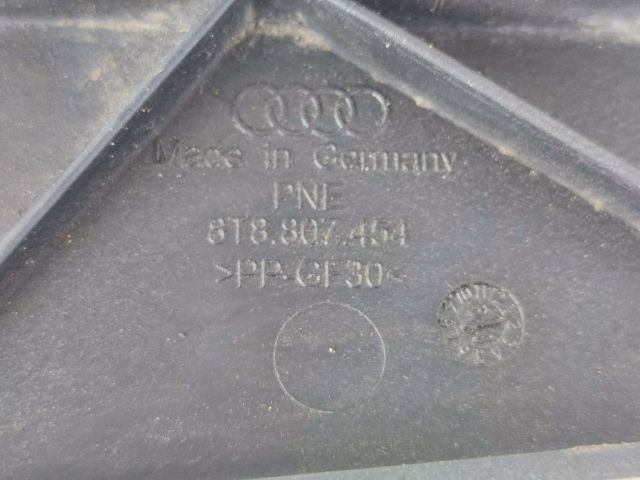 Made in Germany
PNE
8T8.807.454
>PP-GF30<